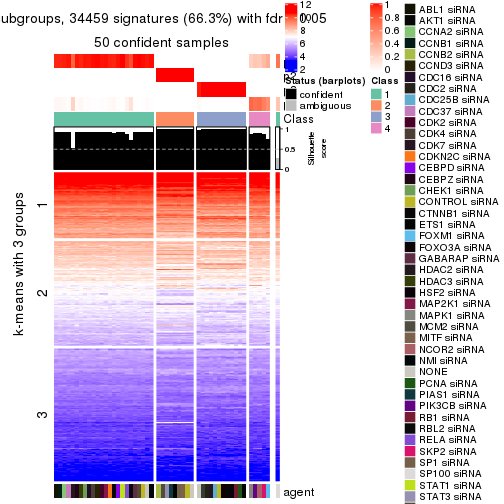 ubgroups, 34459 signatures (66.3%) with fdr < 0.05
50 confident samples
12
10
8
6
4
2
1
0.8
0.6
0.4
0.2
0
Status (barplots)
confident
ambiguous
Class
1
2
3
4
Class
1
0.5
0
Silhouette
score
k-means with 3 groups
1
2
3
agent
ABL1 siRNA
AKT1 siRNA
CCNA2 siRNA
CCNB1 siRNA
CCNB2 siRNA
CCND3 siRNA
CDC16 siRNA
CDC2 siRNA
CDC25B siRNA
CDC37 siRNA
CDK2 siRNA
CDK4 siRNA
CDK7 siRNA
CDKN2C siRNA
CEBPD siRNA
CEBPZ siRNA
CHEK1 siRNA
CONTROL siRNA
CTNNB1 siRNA
ETS1 siRNA
FOXM1 siRNA
FOXO3A siRNA
GABARAP siRNA
HDAC2 siRNA
HDAC3 siRNA
HSF2 siRNA
MAP2K1 siRNA
MAPK1 siRNA
MCM2 siRNA
MITF siRNA
NCOR2 siRNA
NMI siRNA
NONE
PCNA siRNA
PIAS1 siRNA
PIK3CB siRNA
RB1 siRNA
RBL2 siRNA
RELA siRNA
SKP2 siRNA
SP1 siRNA
SP100 siRNA
STAT1 siRNA
STAT3 siRNA